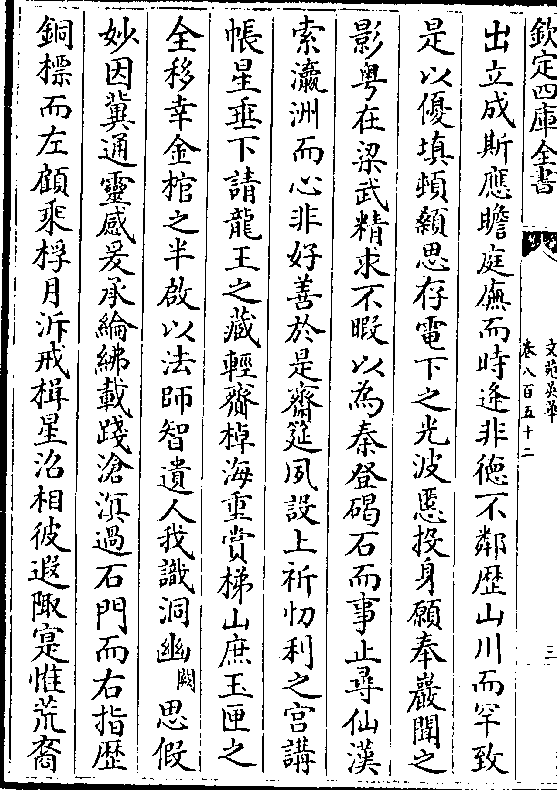 欽定四庫全書
文苑英華
卷八百五十二
三
出立成斯應瞻庭廡而時逢非徳不鄰歴山川而罕致
是以優填頓顙思存電下之光波慝投身願奉巖間之
影粤在梁武精求不暇以為秦登碣石而事止尋仙漢
索瀛洲而心非好善於是齋筵夙設上祈忉利之宫講
帳星垂下請龍王之藏輕齎棹海重賞梯山庶玉匣之
全移幸金棺之半啟以法師智遺人我識洞幽闕思假
妙因冀通靈感爰承綸綍載踐滄溟過石門而右指歴
銅標而左顧乘桴月泝戒楫星沿相彼遐陬寔惟荒裔